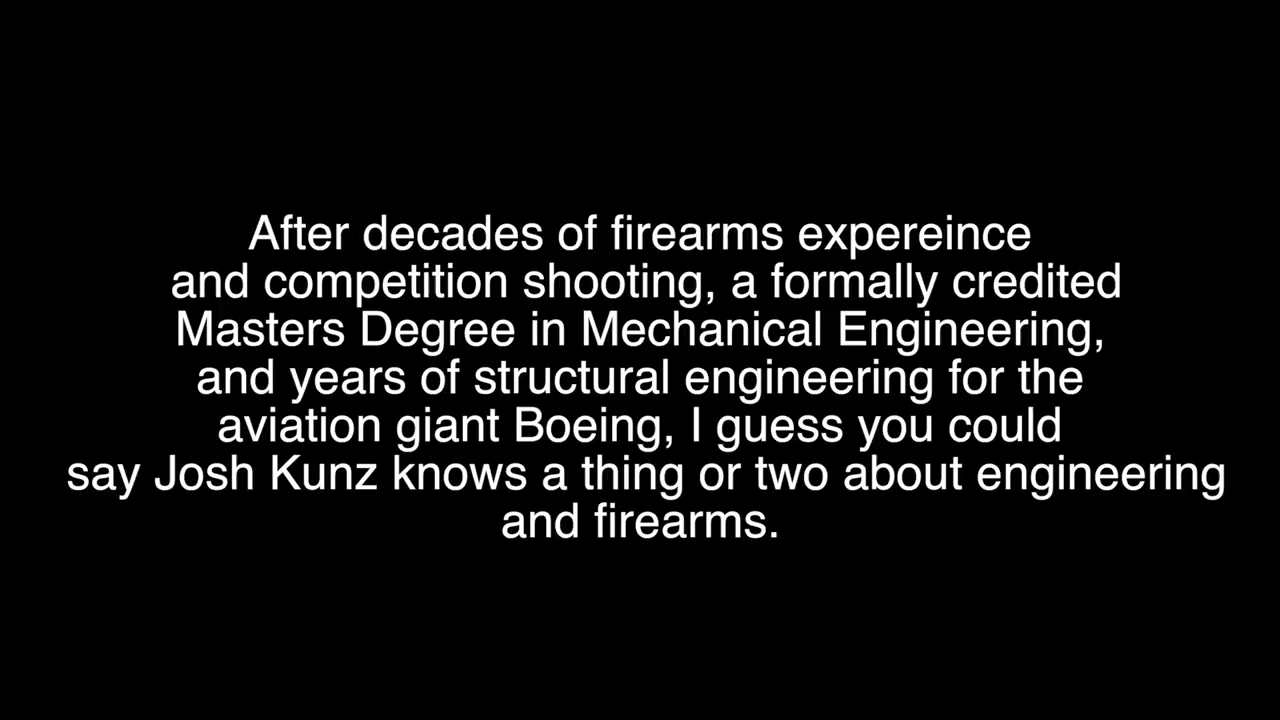 After decades of firearms expereince
and competition shooting, a formally credited
Masters Degree in Mechanical Engineering,
and years of structural engineering for the
aviation giant Boeing, I guess you could
say Josh Kunz knows a thing or two about engineering
and firearms.